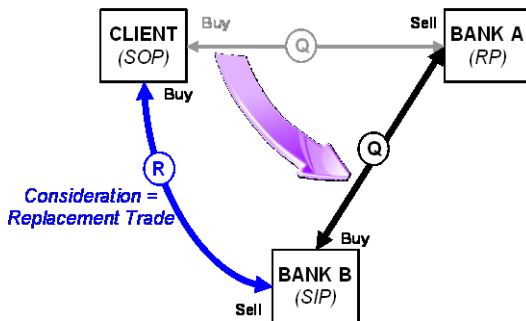 CLIENT
(SOP)
Buy
Q
Sell
BANK A
(RP)
Buy
Q
R
Consideration =
Replacement Trade
Buy
BANK B
(SIP)
Sell